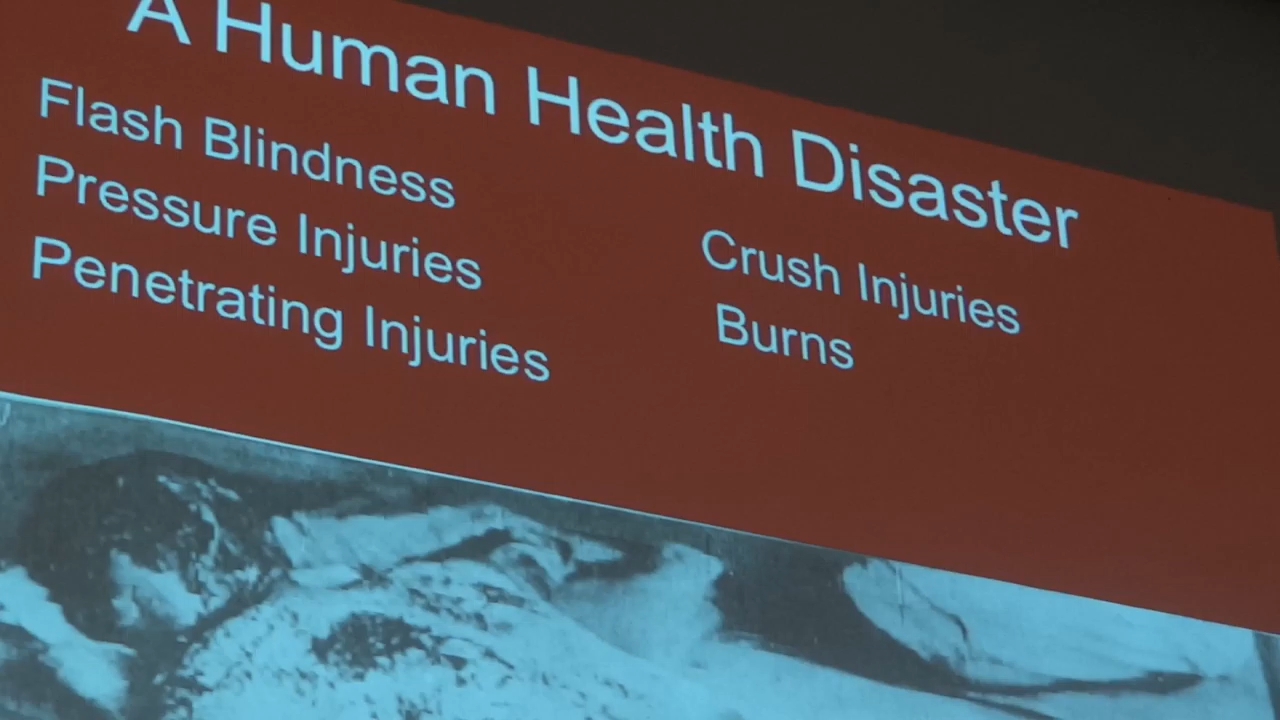 A Human Health Disaster
Flash Blindness
Pressure Injuries
Penetrating Injuries
Crush Injuries
Burns